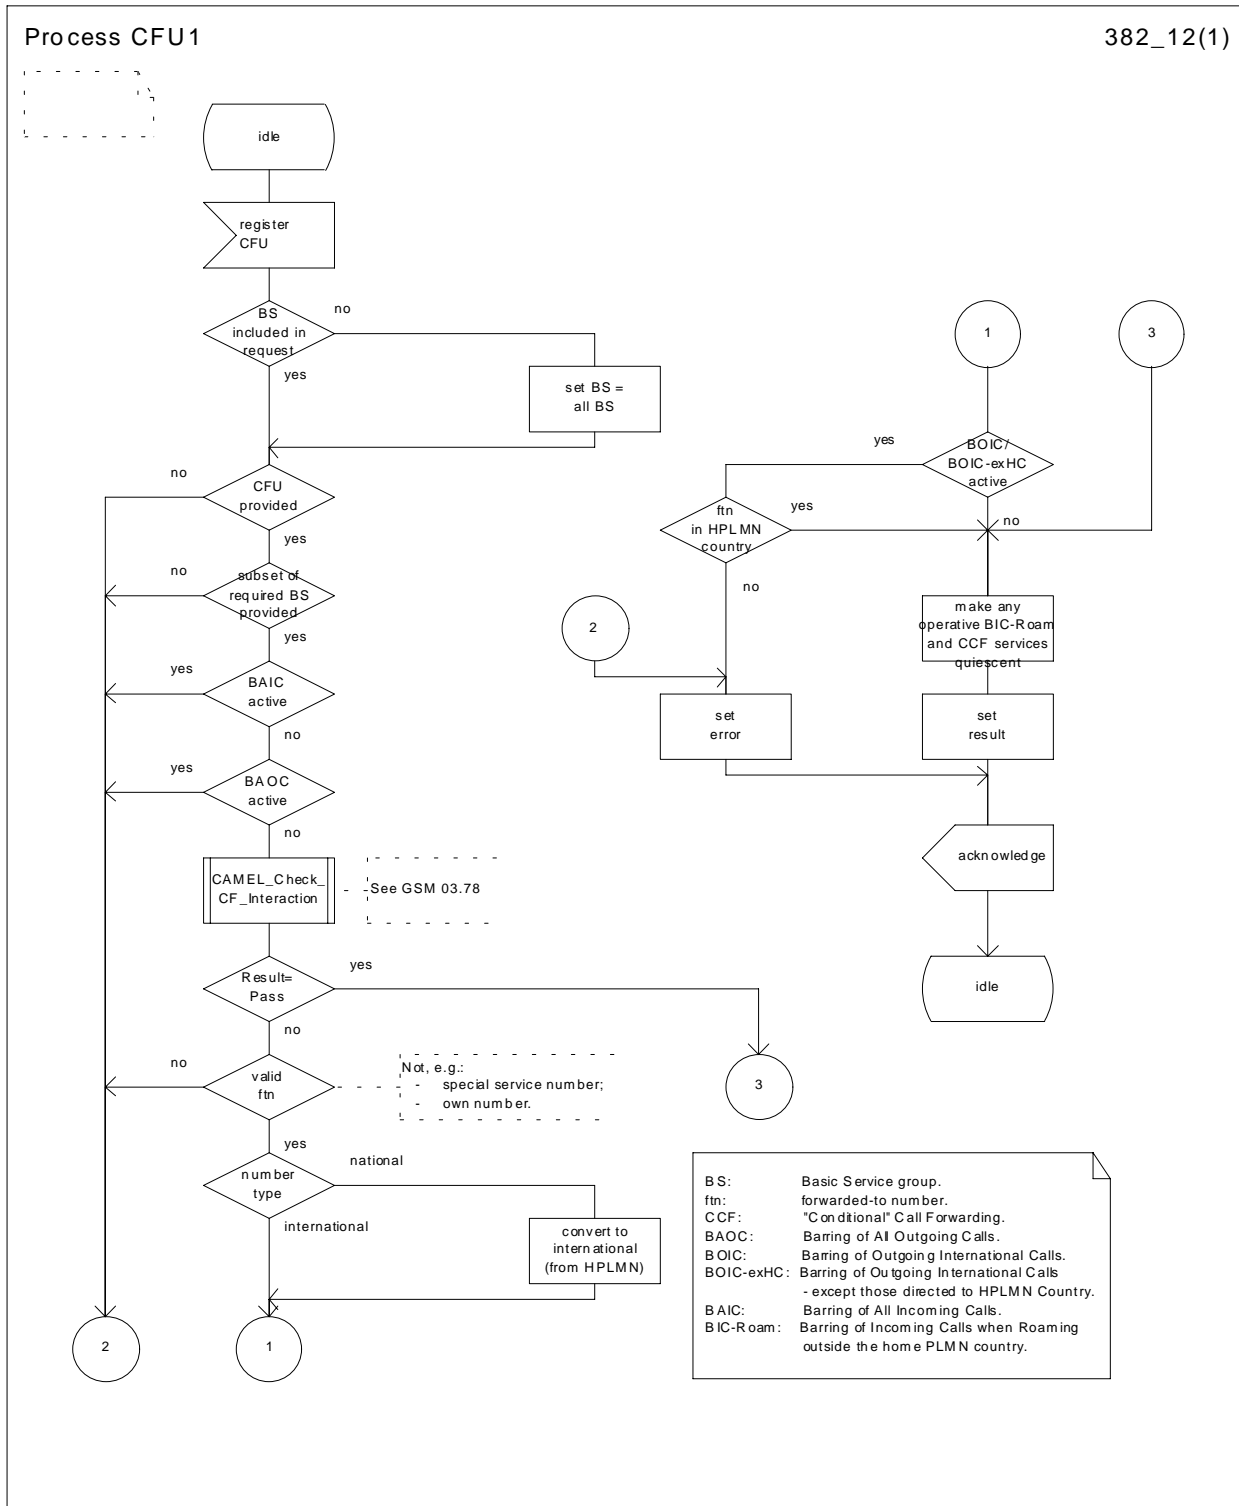 Process CFU1
382_12(1)
idle
register
CFU
BS
included in
request
no
yes
set BS =
all BS
CFU
provided
no
yes
subset of
required BS
provided
no
yes
BAIC
active
yes
no
BAOC
active
yes
no
CAMEL_Check_
CF_Interaction
See GSM 03.78
Result=
Pass
yes
no
3
valid
ftn
no
yes
Not, e.g.:
- special service number;
- own number.
number
type
national
international
convert to
international
(from HPLMN)
2
1
1
3
BOIC/
BOIC-exHC
active
yes
no
ftn
in HPLMN
country
yes
no
2
make any
operative BIC-Roam
and CCF services
quiescent
set
error
set
result
acknowledge
idle
BS: Basic Service group.
ftn: forwarded-to number.
CCF: "Conditional" Call Forwarding.
BAOC: Barring of All Outgoing Calls.
BOIC: Barring of Outgoing International Calls.
BOIC-exHC: Barring of Outgoing International Calls
- except those directed to HPLMN Country.
BAIC: Barring of All Incoming Calls.
BIC-Roam: Barring of Incoming Calls when Roaming
outside the home PLMN country.